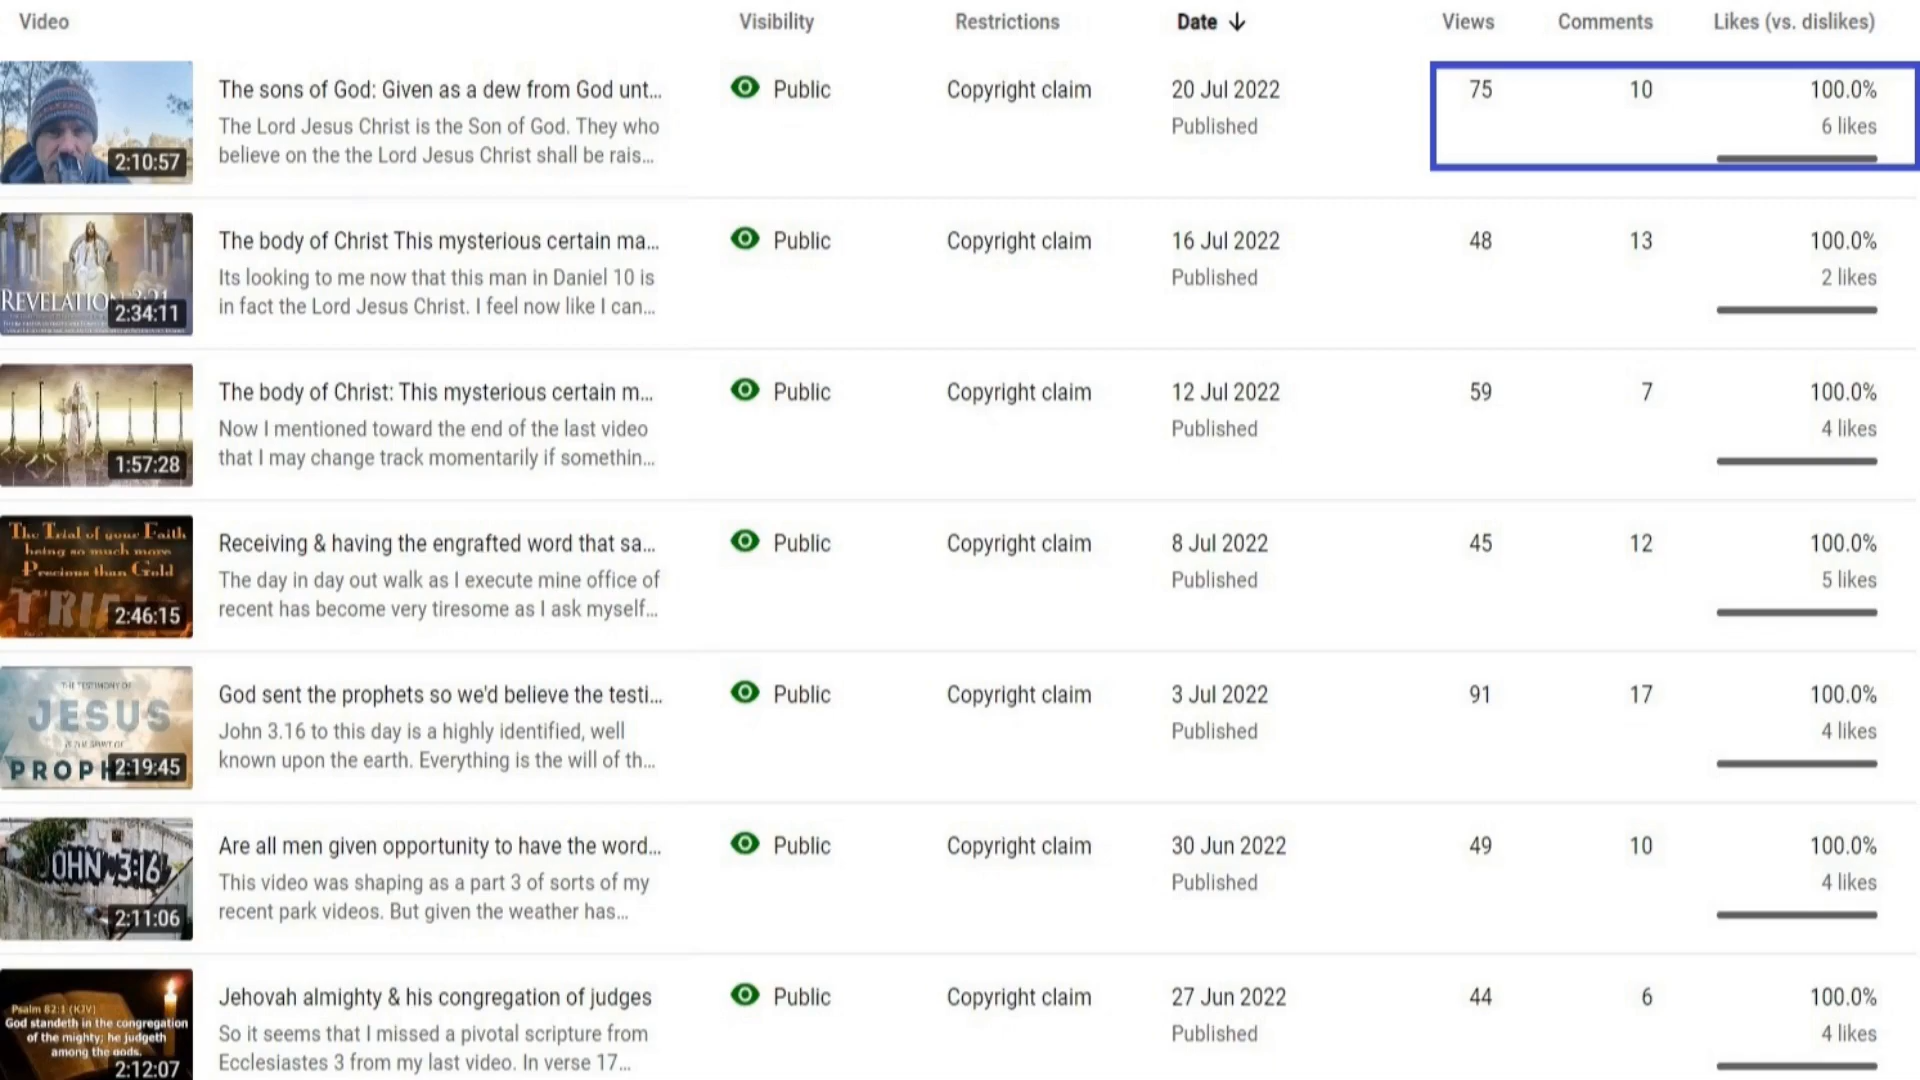 Video Visibility Restrictions Date Views Comments Likes (vs. dislikes)
The sons of God: Given as a dew from God unt... Public Copyright claim 20 Jul 2022 75 10 100.0%
The Lord Jesus Christ is the Son of God. They who Published 6 likes
believe on the the Lord Jesus Christ shall be rais...
2:10:57
The body of Christ This mysterious certain ma... Public Copyright claim 16 Jul 2022 48 13 100.0%
Its looking to me now that this man in Daniel 10 is Published 2 likes
REVELATION 3:21 in fact the Lord Jesus Christ. I feel now like I can...
2:34:11
The body of Christ: This mysterious certain m... Public Copyright claim 12 Jul 2022 59 7 100.0%
Now I mentioned toward the end of the last video Published 4 likes
that I may change track momentarily if somethin...
1:57:28
The Trial of your Faith
being so much more
Precious than Gold
TRI
Receiving & having the engrafted word that sa... Public Copyright claim 8 Jul 2022 45 12 100.0%
The day in day out walk as I execute mine office of Published 5 likes
recent has become very tiresome as I ask myself...
2:46:15
THE TESTIMONY OF
JESUS
IS THE SPIRIT OF
PROPH
God sent the prophets so we'd believe the testi... Public Copyright claim 3 Jul 2022 91 17 100.0%
John 3.16 to this day is a highly identified, well Published 4 likes
known upon the earth. Everything is the will of th...
2:19:45
JOHN 3:16
Are all men given opportunity to have the word... Public Copyright claim 30 Jun 2022 49 10 100.0%
This video was shaping as a part 3 of sorts of my Published 4 likes
recent park videos. But given the weather has...
2:11:06
Psalm 82:1 (KJV)
God standeth in the congregation
of the mighty; he judgeth
among the gods.
Jehovah almighty & his congregation of judges Public Copyright claim 27 Jun 2022 44 6 100.0%
So it seems that I missed a pivotal scripture from Published 4 likes
Ecclesiastes 3 from my last video. In verse 17...
2:12:07